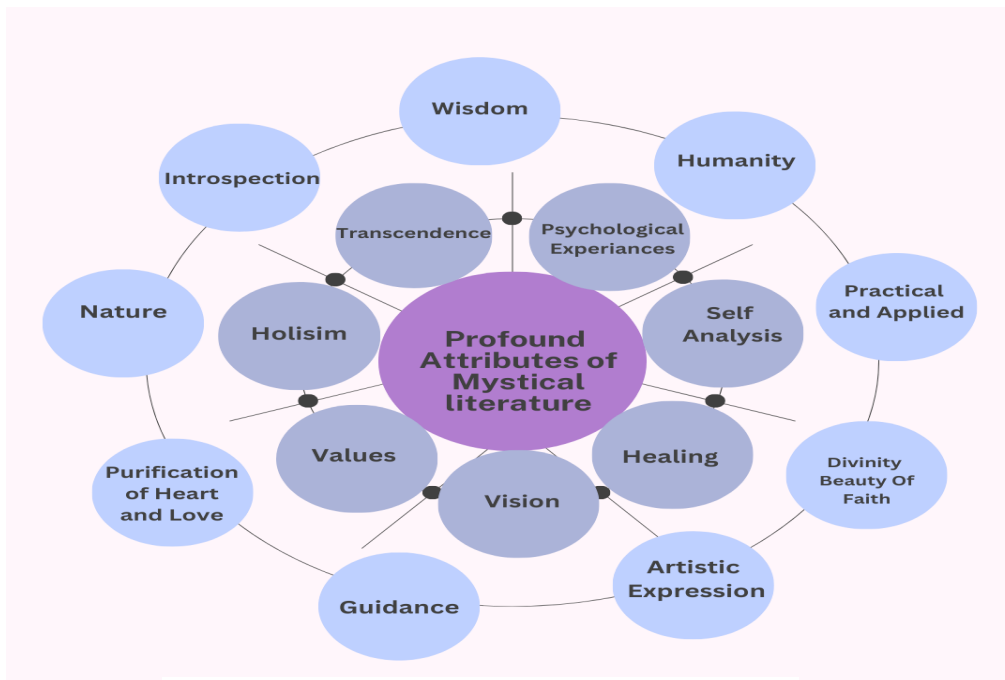 Wisdom
Humanity
Introspection
Transcendence
Psychological
Experiances
Nature
Holisim
Self
Analysis
Practical
and Applied
Profound
Attributes of
Mystical
literature
Purification
of Heart
and Love
Values
Vision
Healing
Divinity
Beauty Of
Faith
Guidance
Artistic
Expression